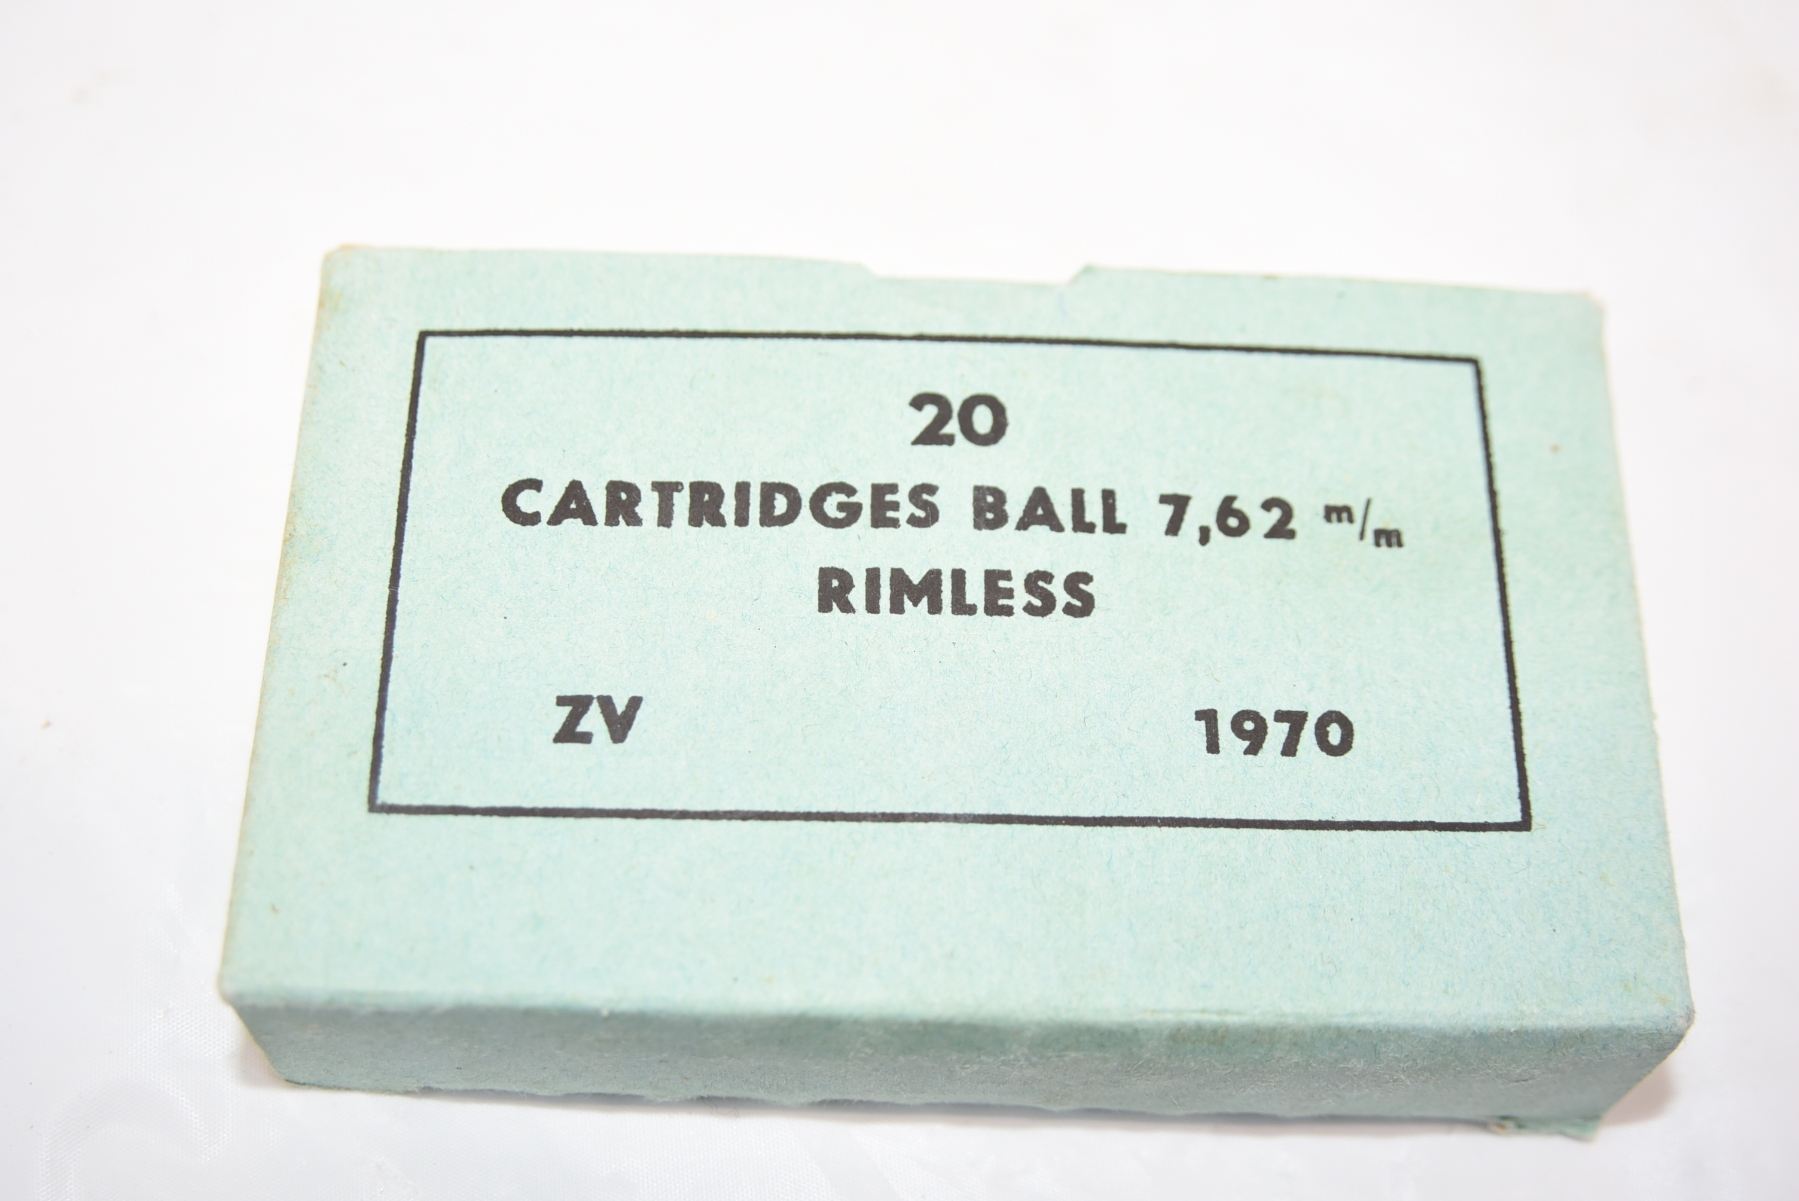 20
CARTRIDGES BALL 7,62 m/m
RIMLESS
ZV 1970